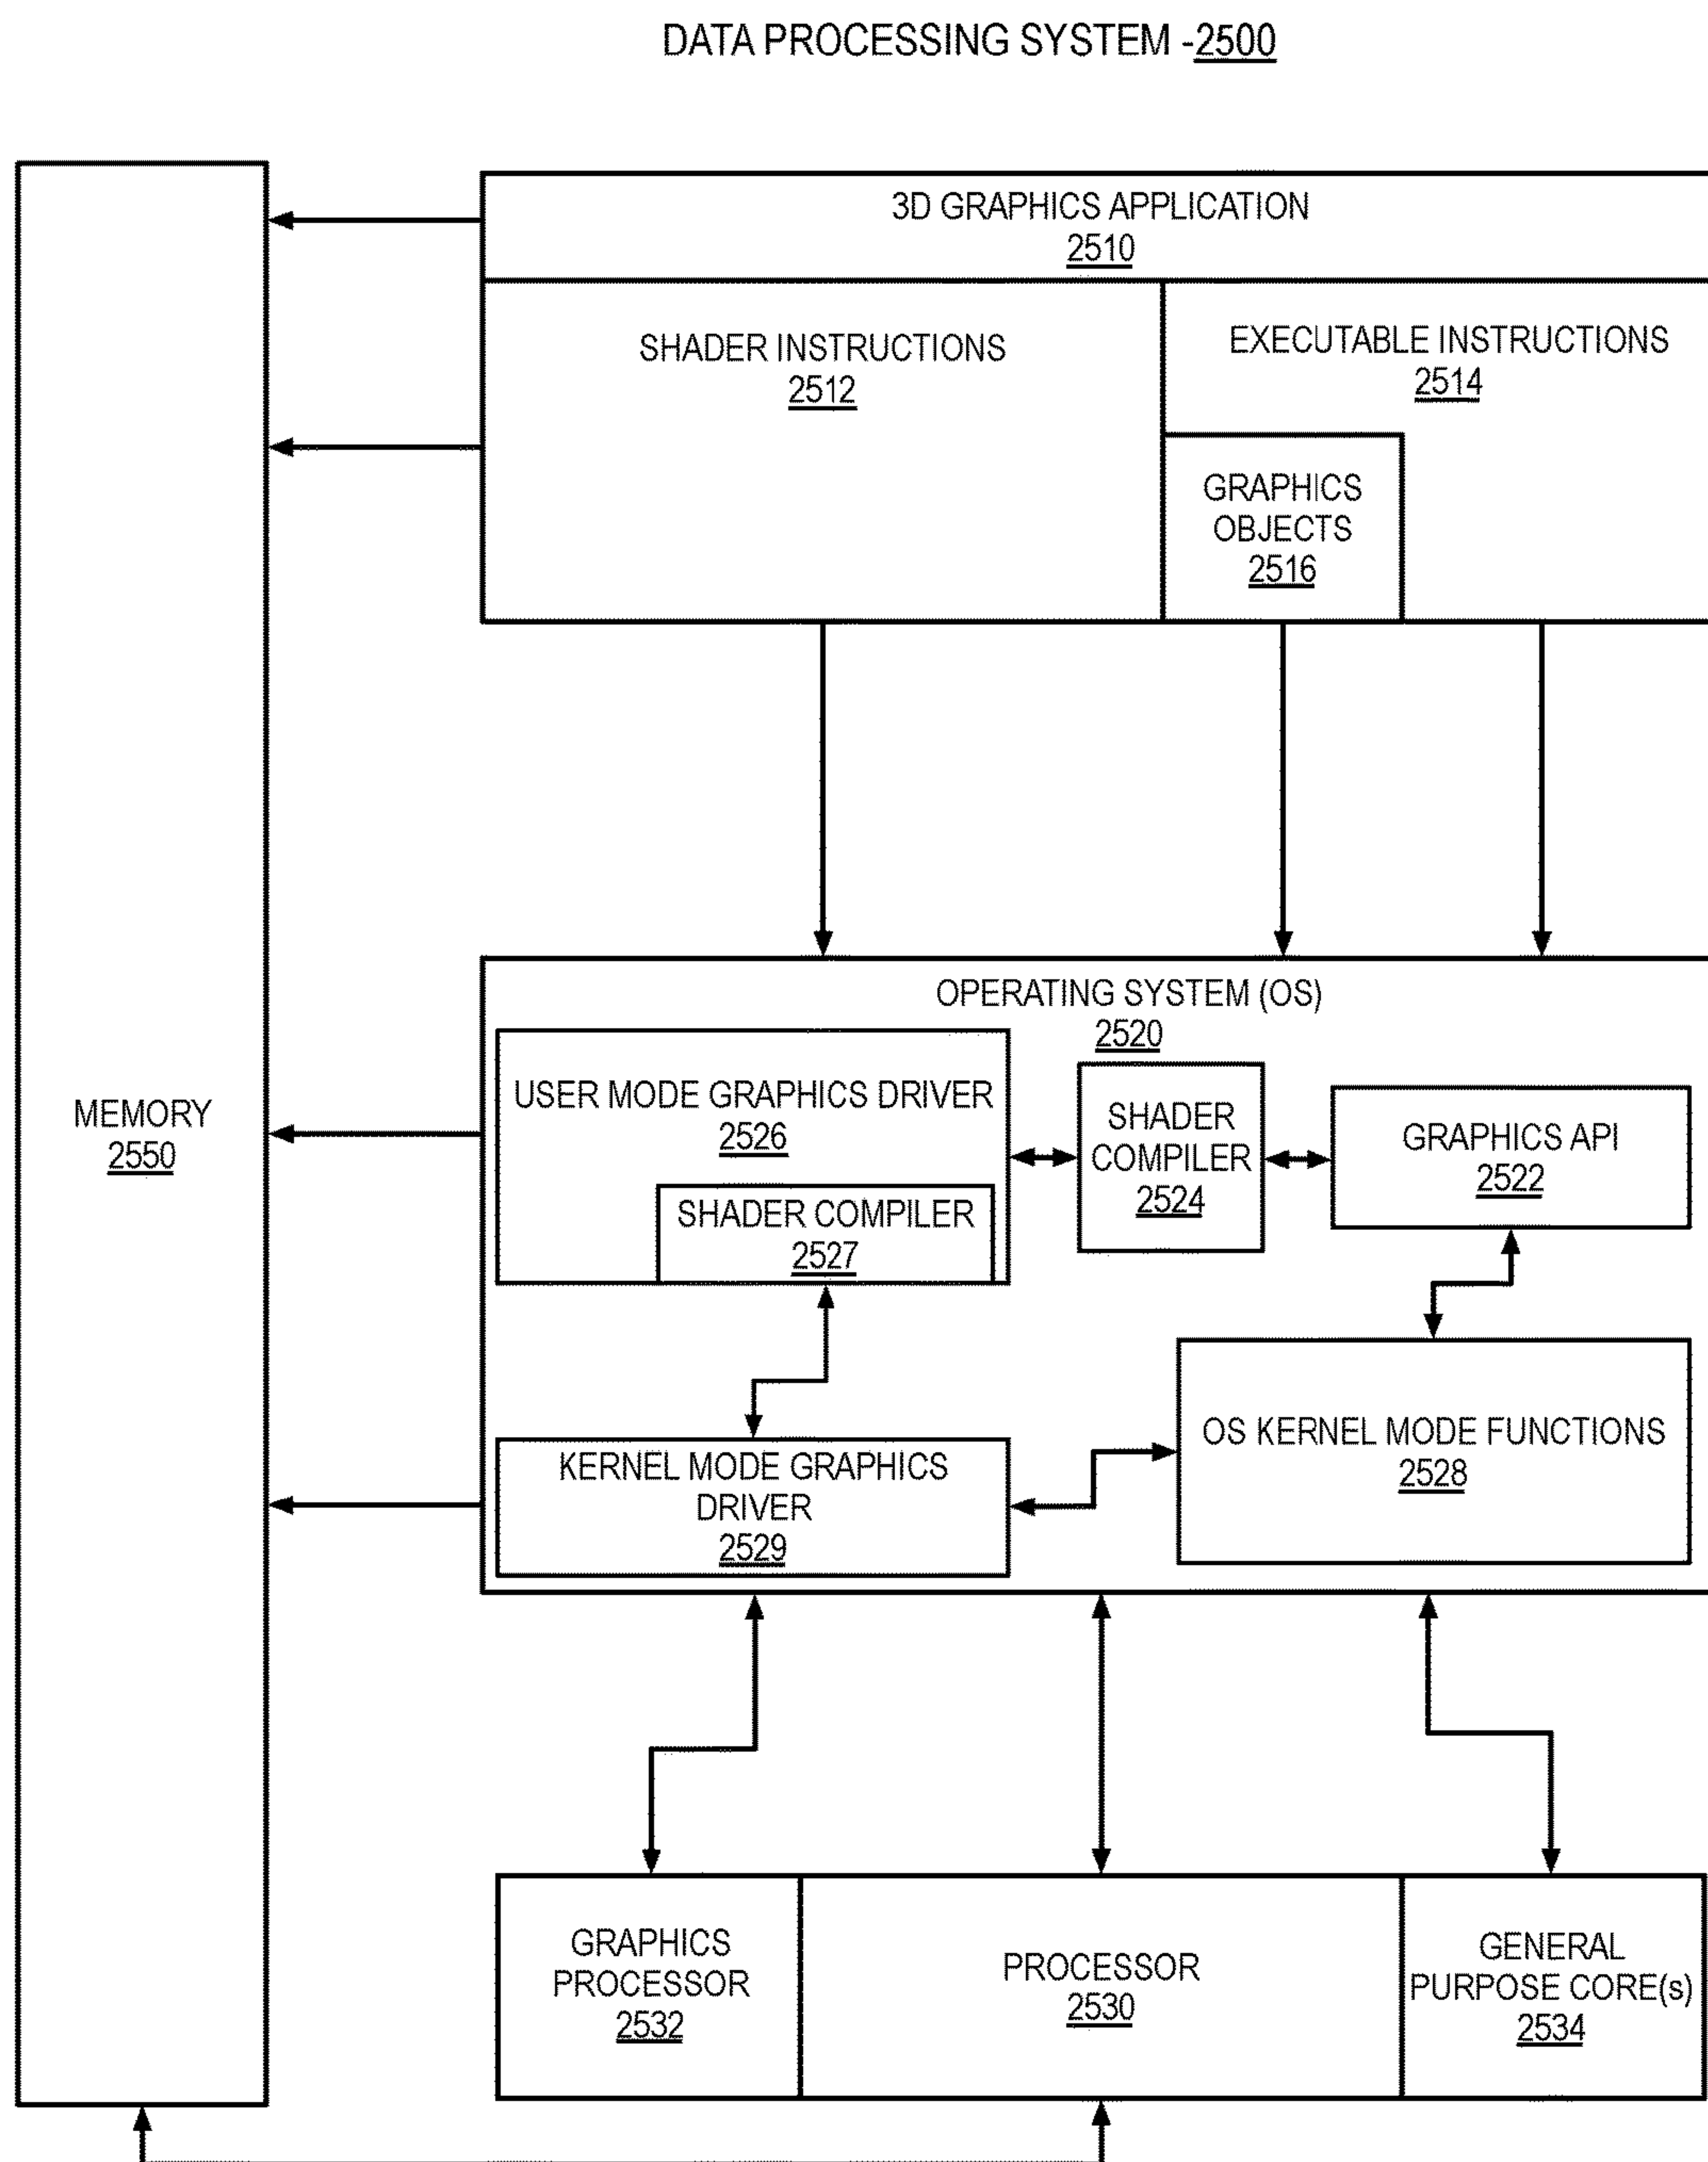 DATA PROCESSING SYSTEM -2500
3D GRAPHICS APPLICATION
2510
SHADER INSTRUCTIONS
2512
EXECUTABLE INSTRUCTIONS
2514
GRAPHICS
OBJECTS
2516
MEMORY
2550
OPERATING SYSTEM (OS)
2520
USER MODE GRAPHICS DRIVER
2526
SHADER COMPILER
2527
SHADER
COMPILER
2524
GRAPHICS API
2522
KERNEL MODE GRAPHICS
DRIVER
2529
OS KERNEL MODE FUNCTIONS
2528
GRAPHICS
PROCESSOR
2532
PROCESSOR
2530
GENERAL
PURPOSE CORE(s)
2534